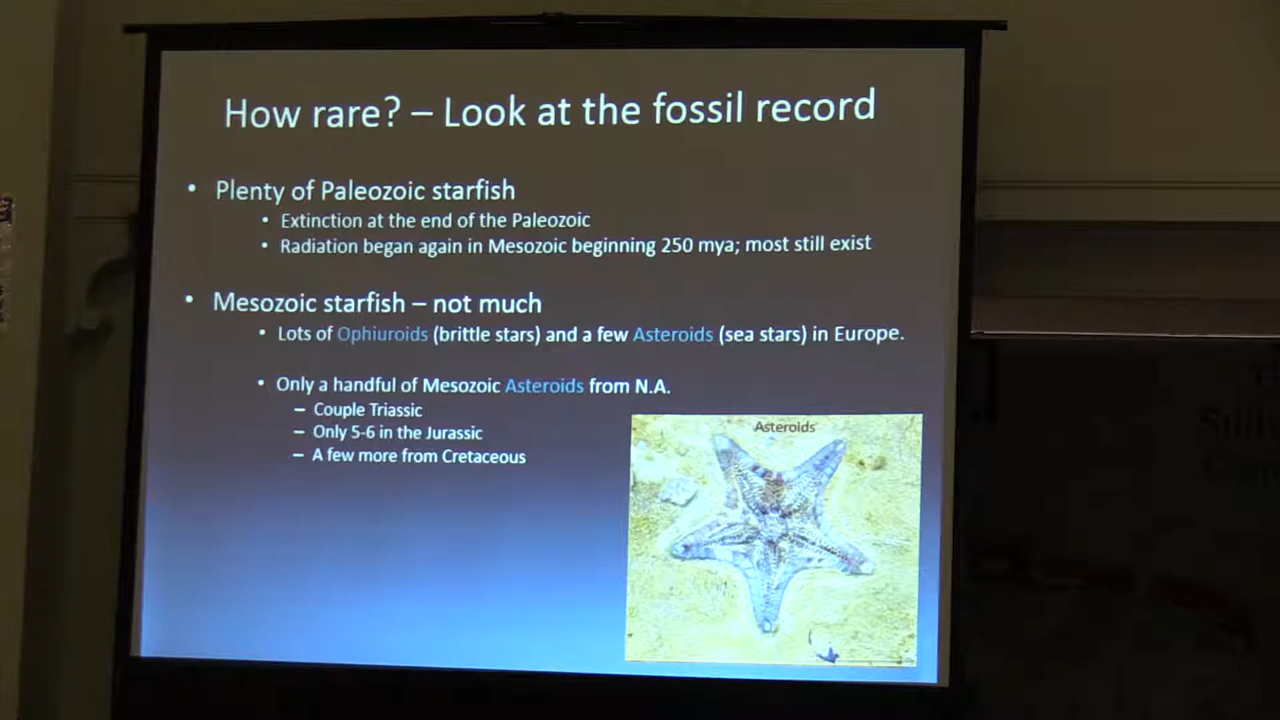 How rare? – Look at the fossil record
• Plenty of Paleozoic starfish
• Extinction at the end of the Paleozoic
• Radiation began again in Mesozoic beginning 250 mya; most still exist
• Mesozoic starfish – not much
• Lots of Ophiuroids (brittle stars) and a few Asteroids (sea stars) in Europe.
• Only a handful of Mesozoic Asteroids from N.A.
– Couple Triassic
– Only 5-6 in the Jurassic
– A few more from Cretaceous
Asteroids